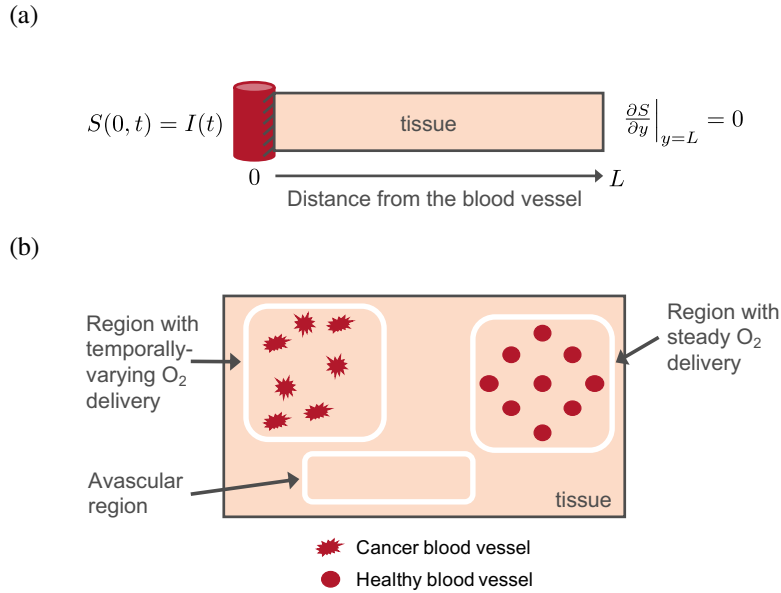 (a)
S(0, t) = I(t)
tissue
∂S/∂y|y=L = 0
0
L
Distance from the blood vessel
(b)
Region with
temporally-
varying O₂
delivery
Region with
steady O₂
delivery
Avascular
region
tissue
Cancer blood vessel
Healthy blood vessel